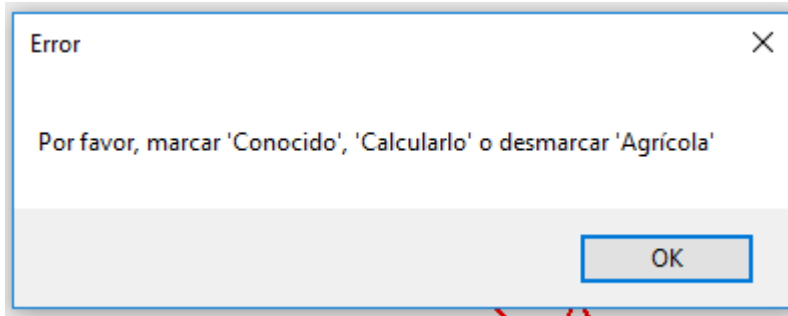 Error
Por favor, marcar 'Conocido', 'Calcularlo' o desmarcar 'Agrícola'
OK